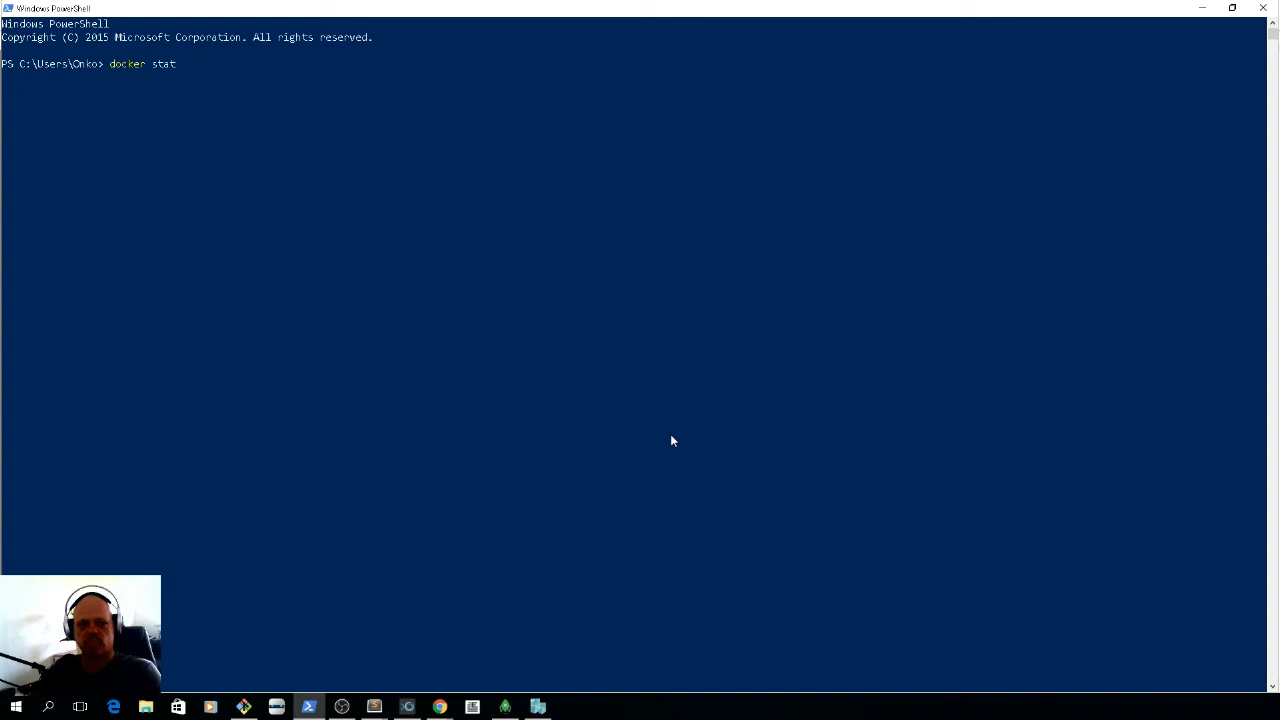 Windows PowerShell
Windows PowerShell
Copyright (C) 2015 Microsoft Corporation. All rights reserved.
PS C:\Users\Onko> docker stat